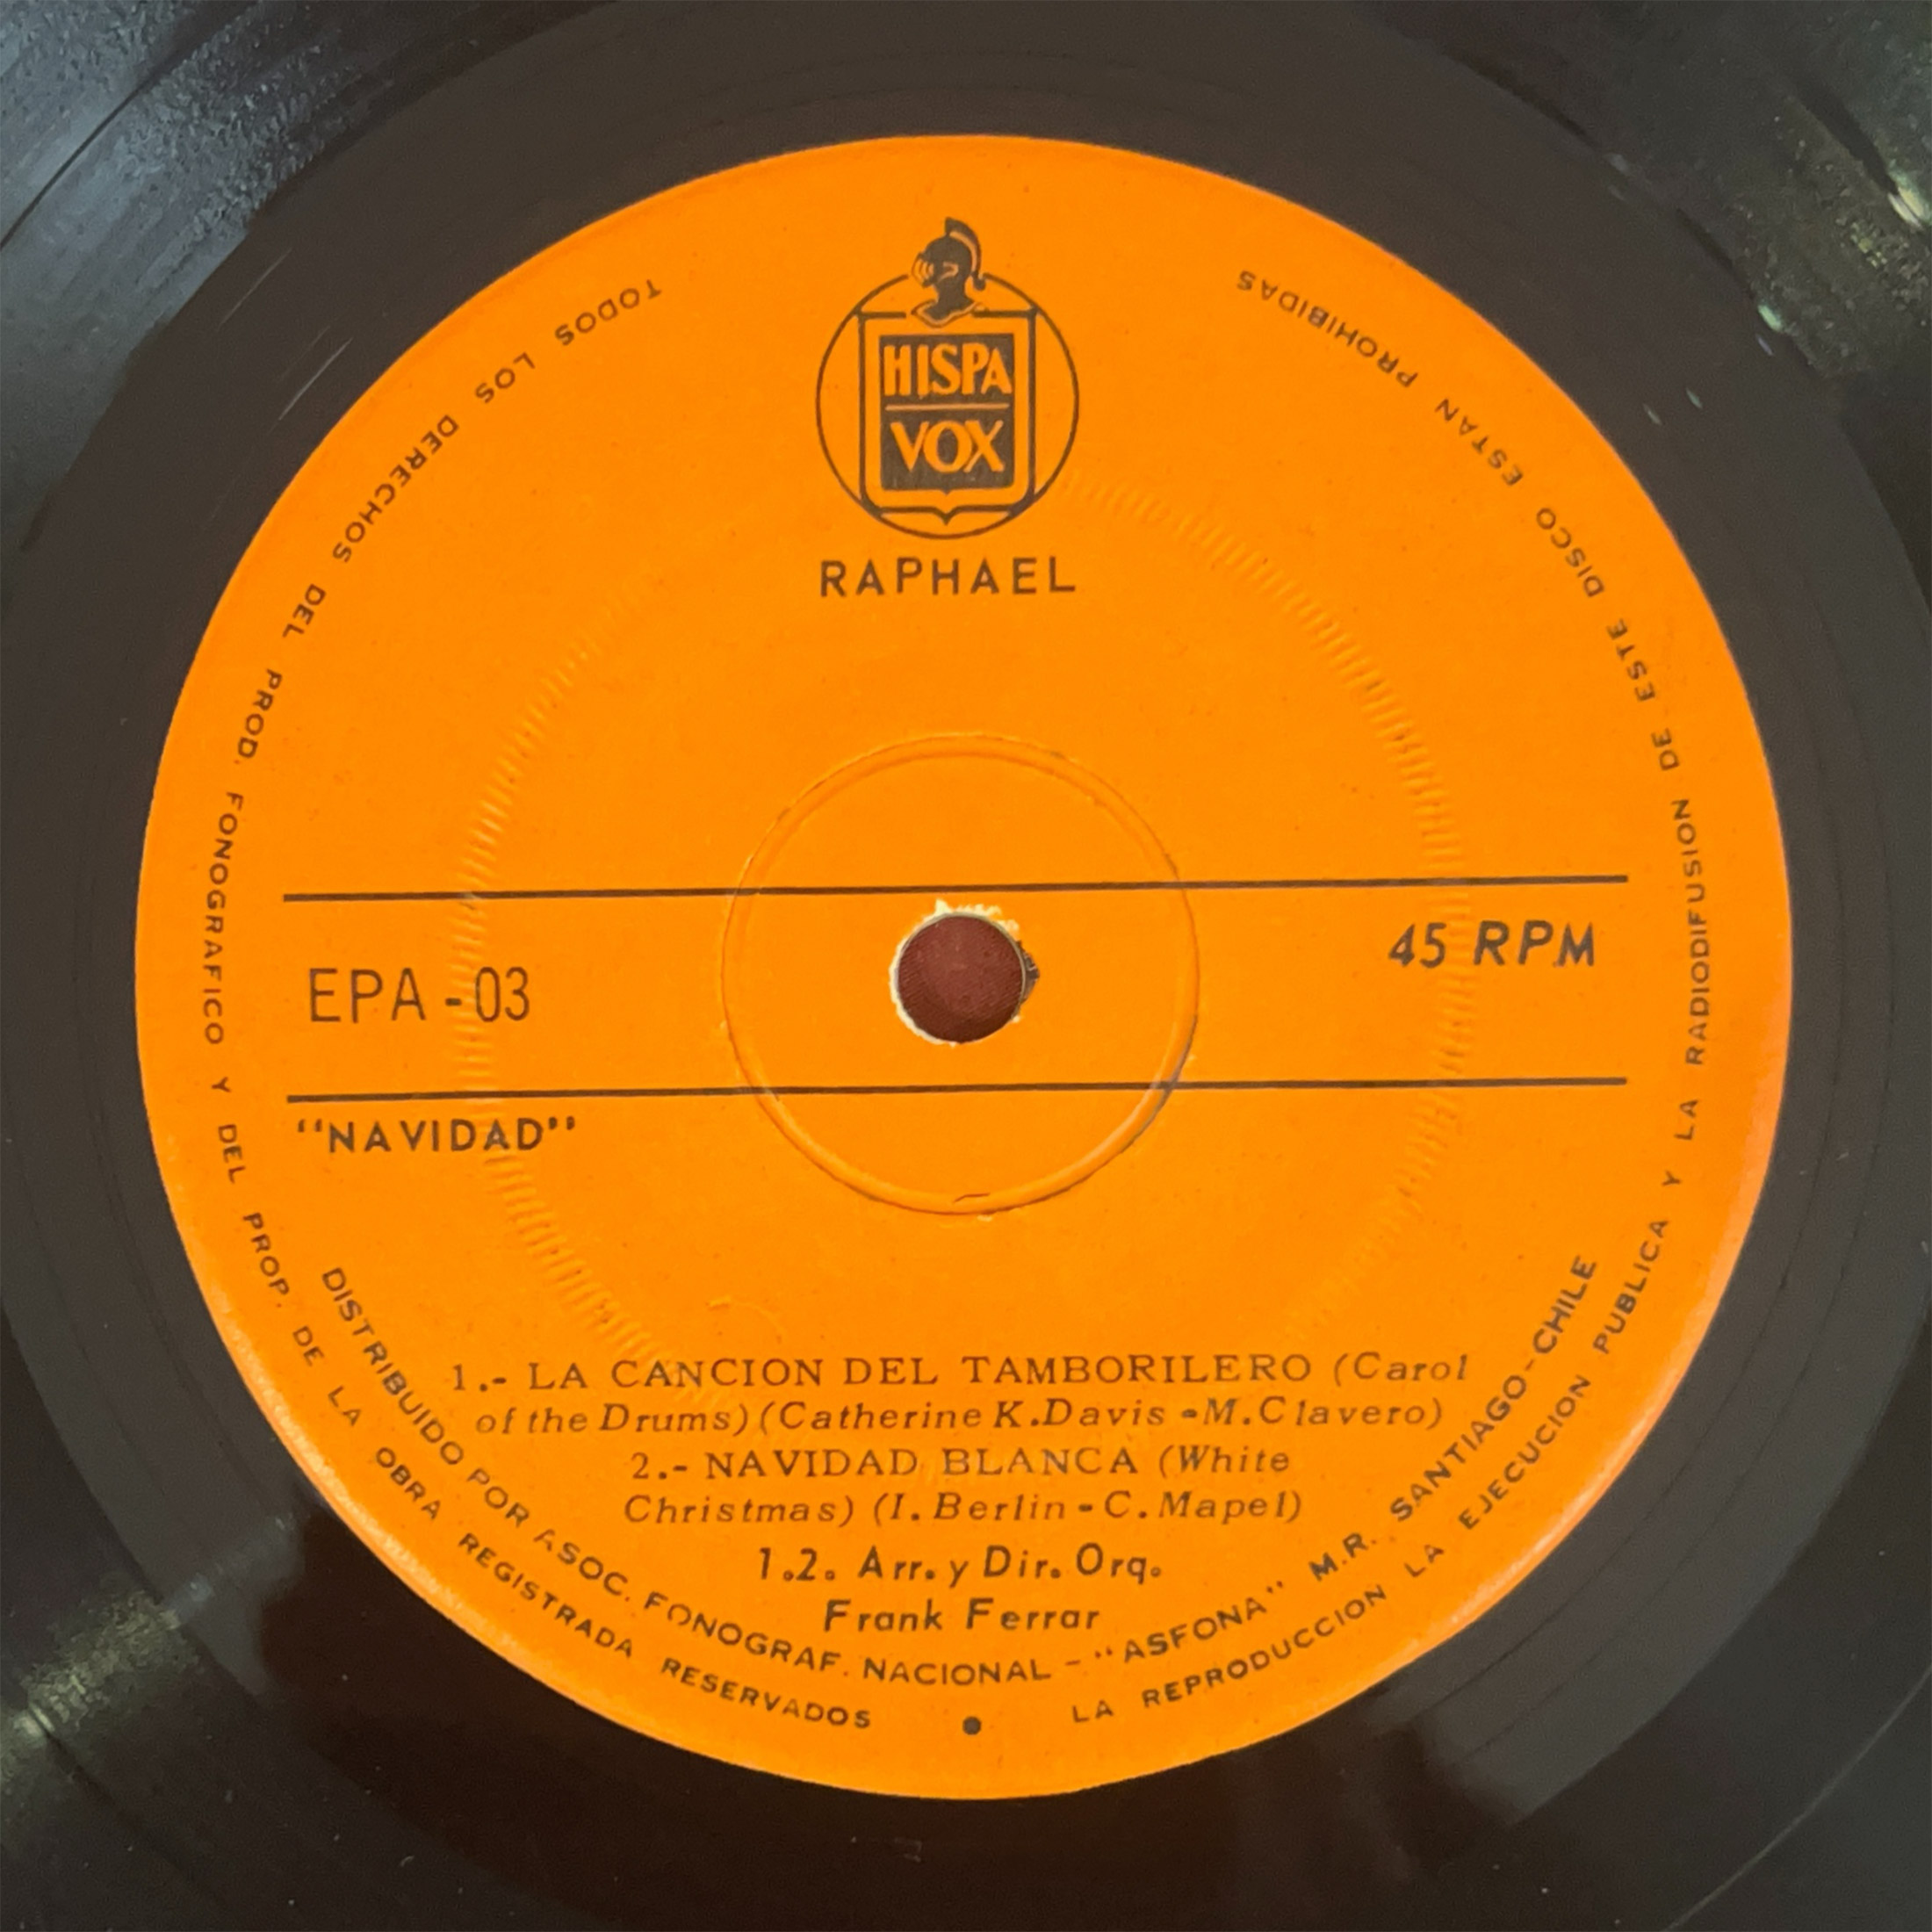 HISPA
VOX
RAPHAEL
EPA - 03
45 RPM
"NAVIDAD"
1.- LA CANCION DEL TAMBORILERO (Carol
of the Drums) (Catherine K. Davis - M. Clavero)
2.- NAVIDAD BLANCA (White
Christmas) (I. Berlin - C. Mapel)
1.2. Arr. y Dir. Orq.
Frank Ferrar
DISTRIBUIDO POR ASOC. FONOGRAF. NACIONAL - "ASFONA" M.R. SANTIAGO - CHILE
TODOS LOS DERECHOS DEL PROD. FONOGRAFICO Y DEL PROP. DE LA OBRA REGISTRADA RESERVADOS • LA REPRODUCCION LA EJECUCION PUBLICA Y LA RADIODIFUSION DE ESTE DISCO ESTAN PROHIBIDAS